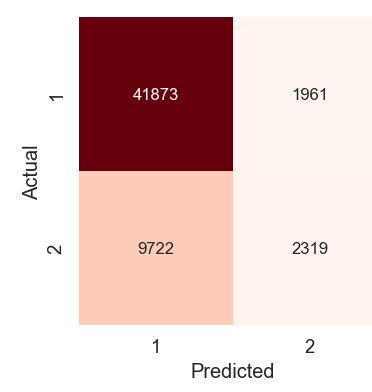 Actual
1
41873 1961
2
9722 2319
1 2
Predicted